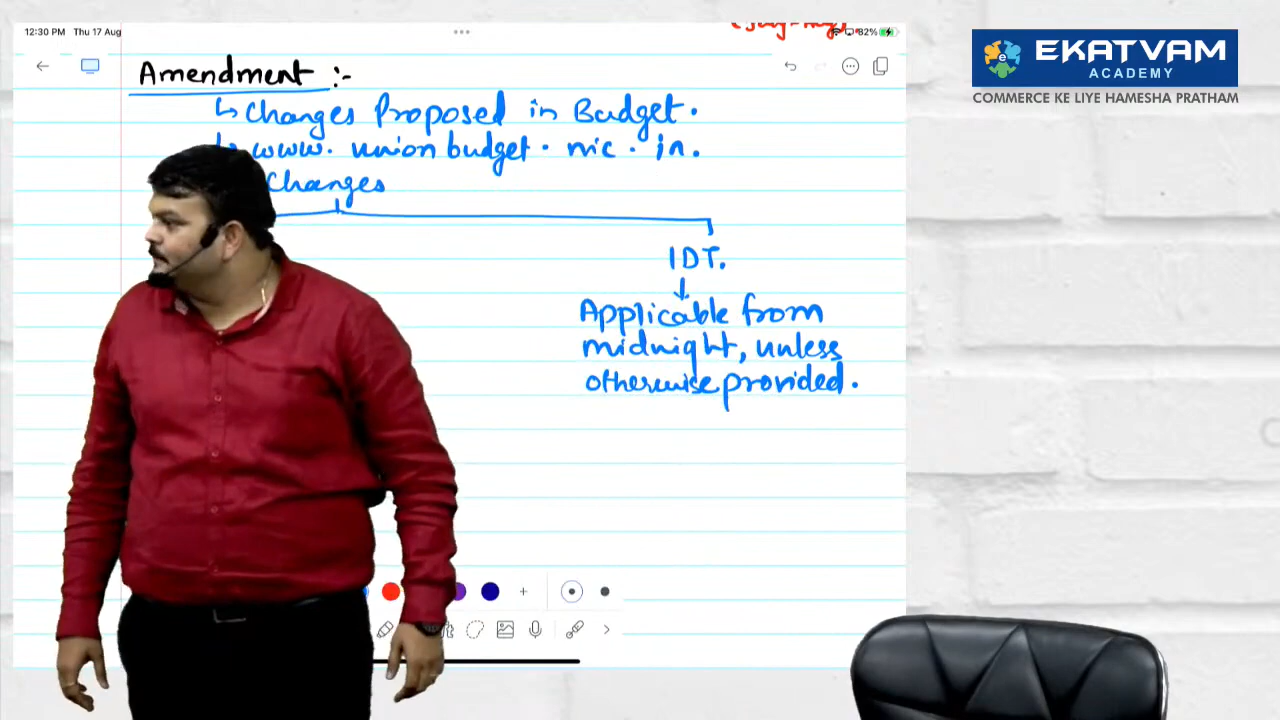 12:30 PM Thu 17 Aug
82%
Amendment :-
↳ Changes Proposed in Budget.
↳ www. union budget. nic. in.
Changes
IDT.
Applicable from
midnight, unless
otherwise provided.
EKATVAM
ACADEMY
COMMERCE KE LIYE HAMESHA PRATHAM